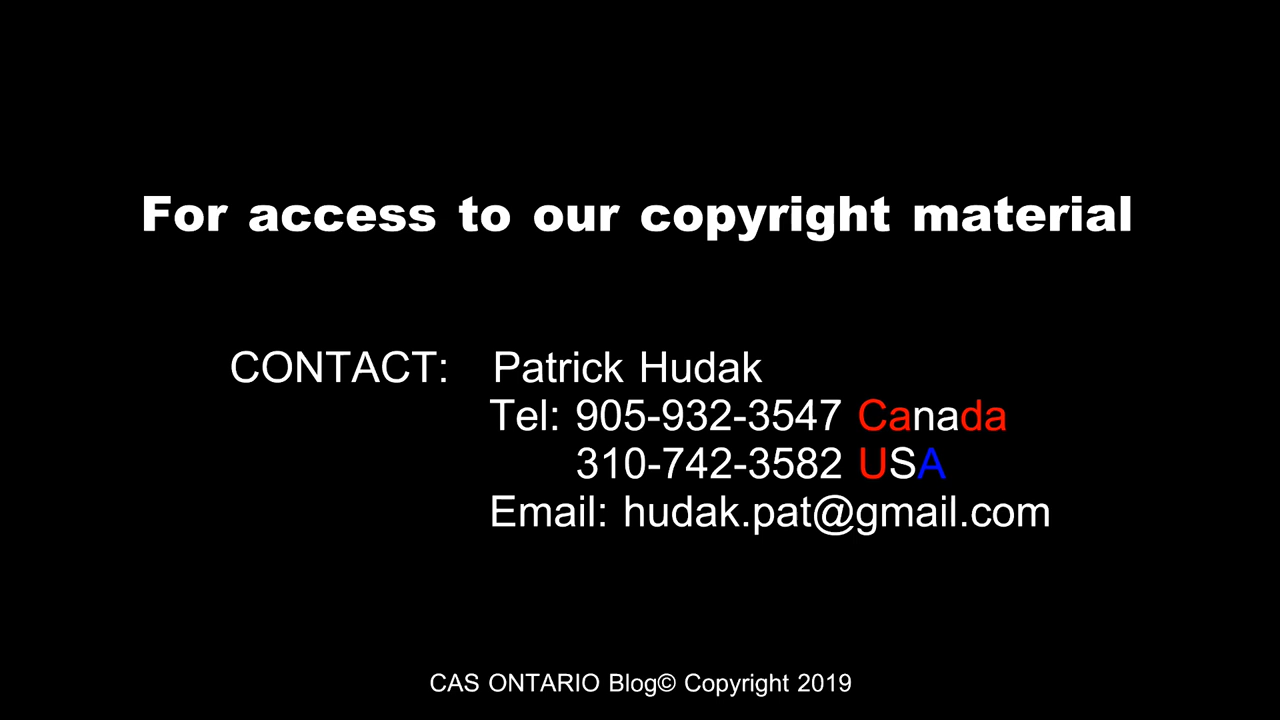 For access to our copyright material
CONTACT: Patrick Hudak
Tel: 905-932-3547 Canada
310-742-3582 USA
Email: hudak.pat@gmail.com
CAS ONTARIO Blog© Copyright 2019